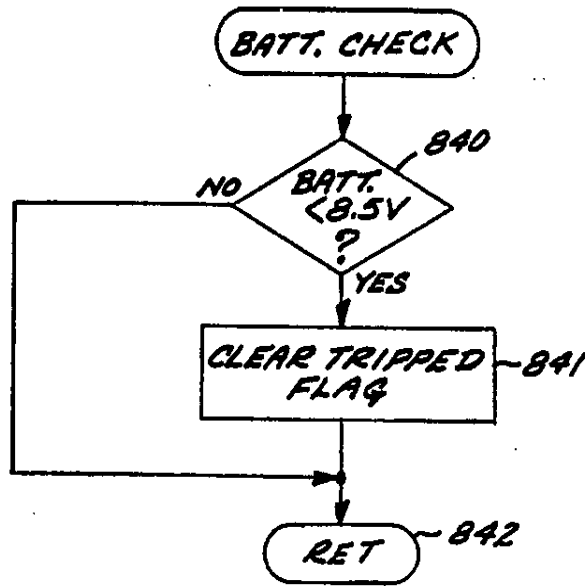 BATT. CHECK
840
NO
BATT.
<8.5V
?
YES
CLEAR TRIPPED
FLAG
841
RET
842